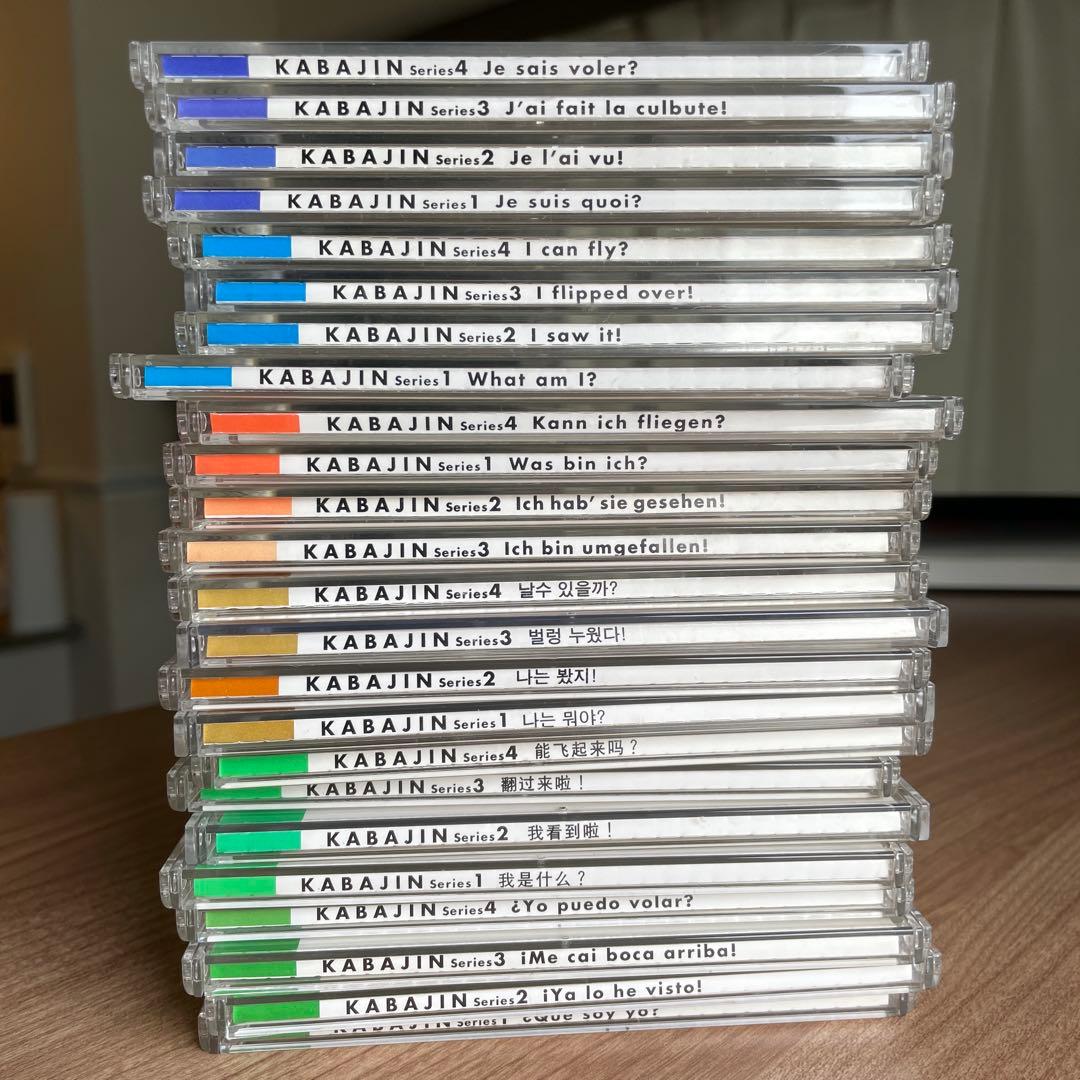 KABAJIN Series4 Je sais voler?
KABAJIN Series3 J'ai fait la culbute!
KABAJIN Series2 Je l'ai vu!
KABAJIN Series1 Je suis quoi?
KABAJIN Series4 I can fly?
KABAJIN Series3 I flipped over!
KABAJIN Series2 I saw it!
KABAJIN Series1 What am I?
KABAJIN Series4 Kann ich fliegen?
KABAJIN Series1 Was bin ich?
KABAJIN Series2 Ich hab' sie gesehen!
KABAJIN Series3 Ich bin umgefallen!
KABAJIN Series4 날수 있을까?
KABAJIN Series3 벌렁 누웠다!
KABAJIN Series2 나는 봤지!
KABAJIN Series1 나는 뭐야?
KABAJIN Series4 能飞起来吗？
KABAJIN Series3 翻过来啦！
KABAJIN Series2 我看到啦！
KABAJIN Series1 我是什么？
KABAJIN Series4 ¿Yo puedo volar?
KABAJIN Series3 ¡Me cai boca arriba!
KABAJIN Series2 ¡Ya lo he visto!
KABAJIN Series1 ¿Que soy yo?